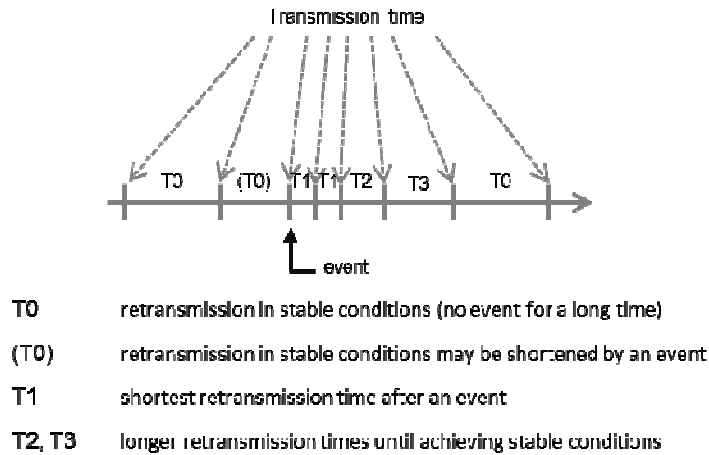 Transmission time
T0 (T0) T1 T1 T2 T3 T0
event
T0 retransmission in stable conditions (no event for a long time)
(T0) retransmission in stable conditions may be shortened by an event
T1 shortest retransmission time after an event
T2, T3 longer retransmission times until achieving stable conditions